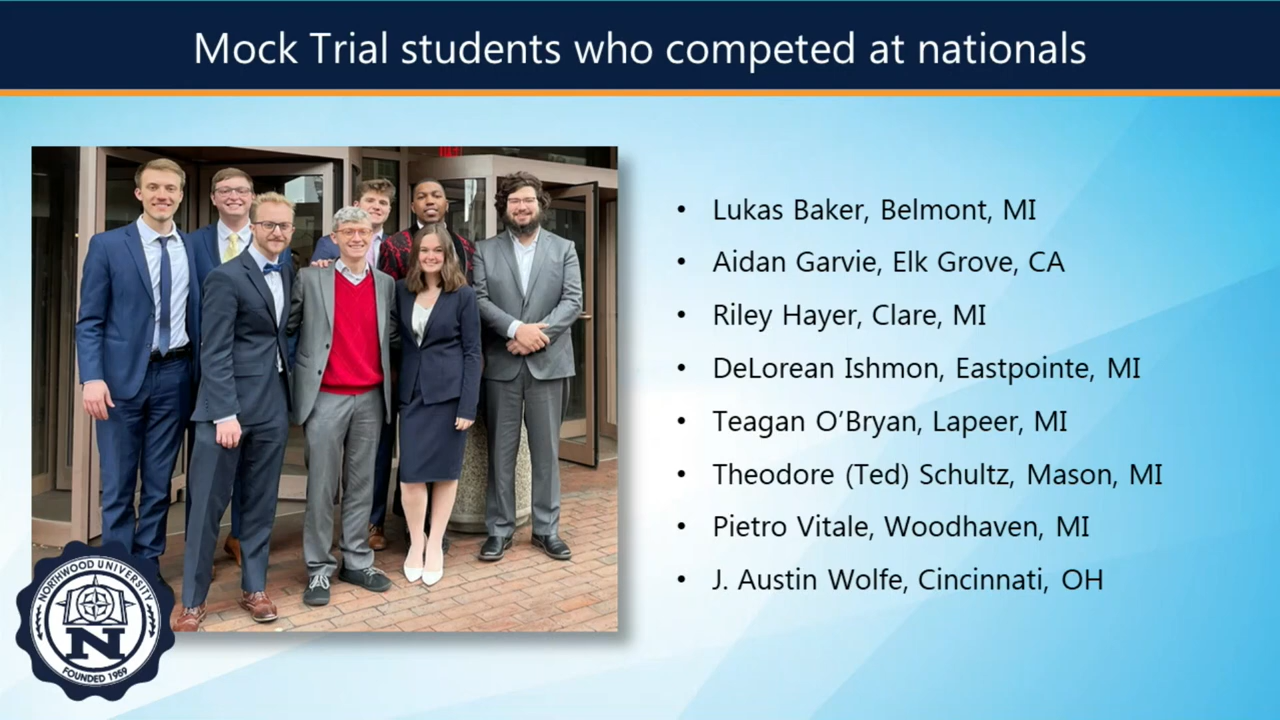 Mock Trial students who competed at nationals
• Lukas Baker, Belmont, MI
• Aidan Garvie, Elk Grove, CA
• Riley Hayer, Clare, MI
• DeLorean Ishmon, Eastpointe, MI
• Teagan O’Bryan, Lapeer, MI
• Theodore (Ted) Schultz, Mason, MI
• Pietro Vitale, Woodhaven, MI
• J. Austin Wolfe, Cincinnati, OH
NORTHWOOD UNIVERSITY
N
FOUNDED 1959